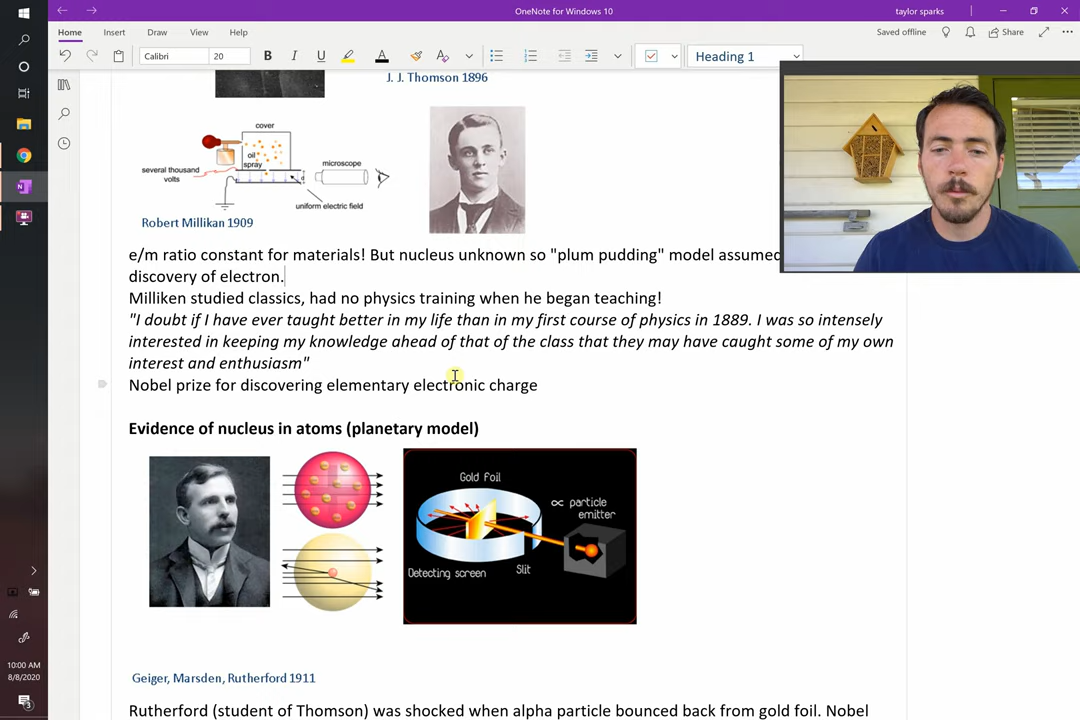 OneNote for Windows 10
taylor sparks
Home
Insert
Draw
View
Help
Saved offline
Share
Calibri
20
B
I
U
A
Heading 1
J. J. Thomson 1896
cover
oil
spray
several thousand
volts
microscope
d
uniform electric field
Robert Millikan 1909
e/m ratio constant for materials! But nucleus unknown so "plum pudding" model assumed
discovery of electron.
Milliken studied classics, had no physics training when he began teaching!
"I doubt if I have ever taught better in my life than in my first course of physics in 1889. I was so intensely
interested in keeping my knowledge ahead of that of the class that they may have caught some of my own
interest and enthusiasm"
Nobel prize for discovering elementary electronic charge
Evidence of nucleus in atoms (planetary model)
Gold foil
∝ particle
emitter
Detecting screen
Slit
Geiger, Marsden, Rutherford 1911
Rutherford (student of Thomson) was shocked when alpha particle bounced back from gold foil. Nobel
10:00 AM
8/8/2020
3